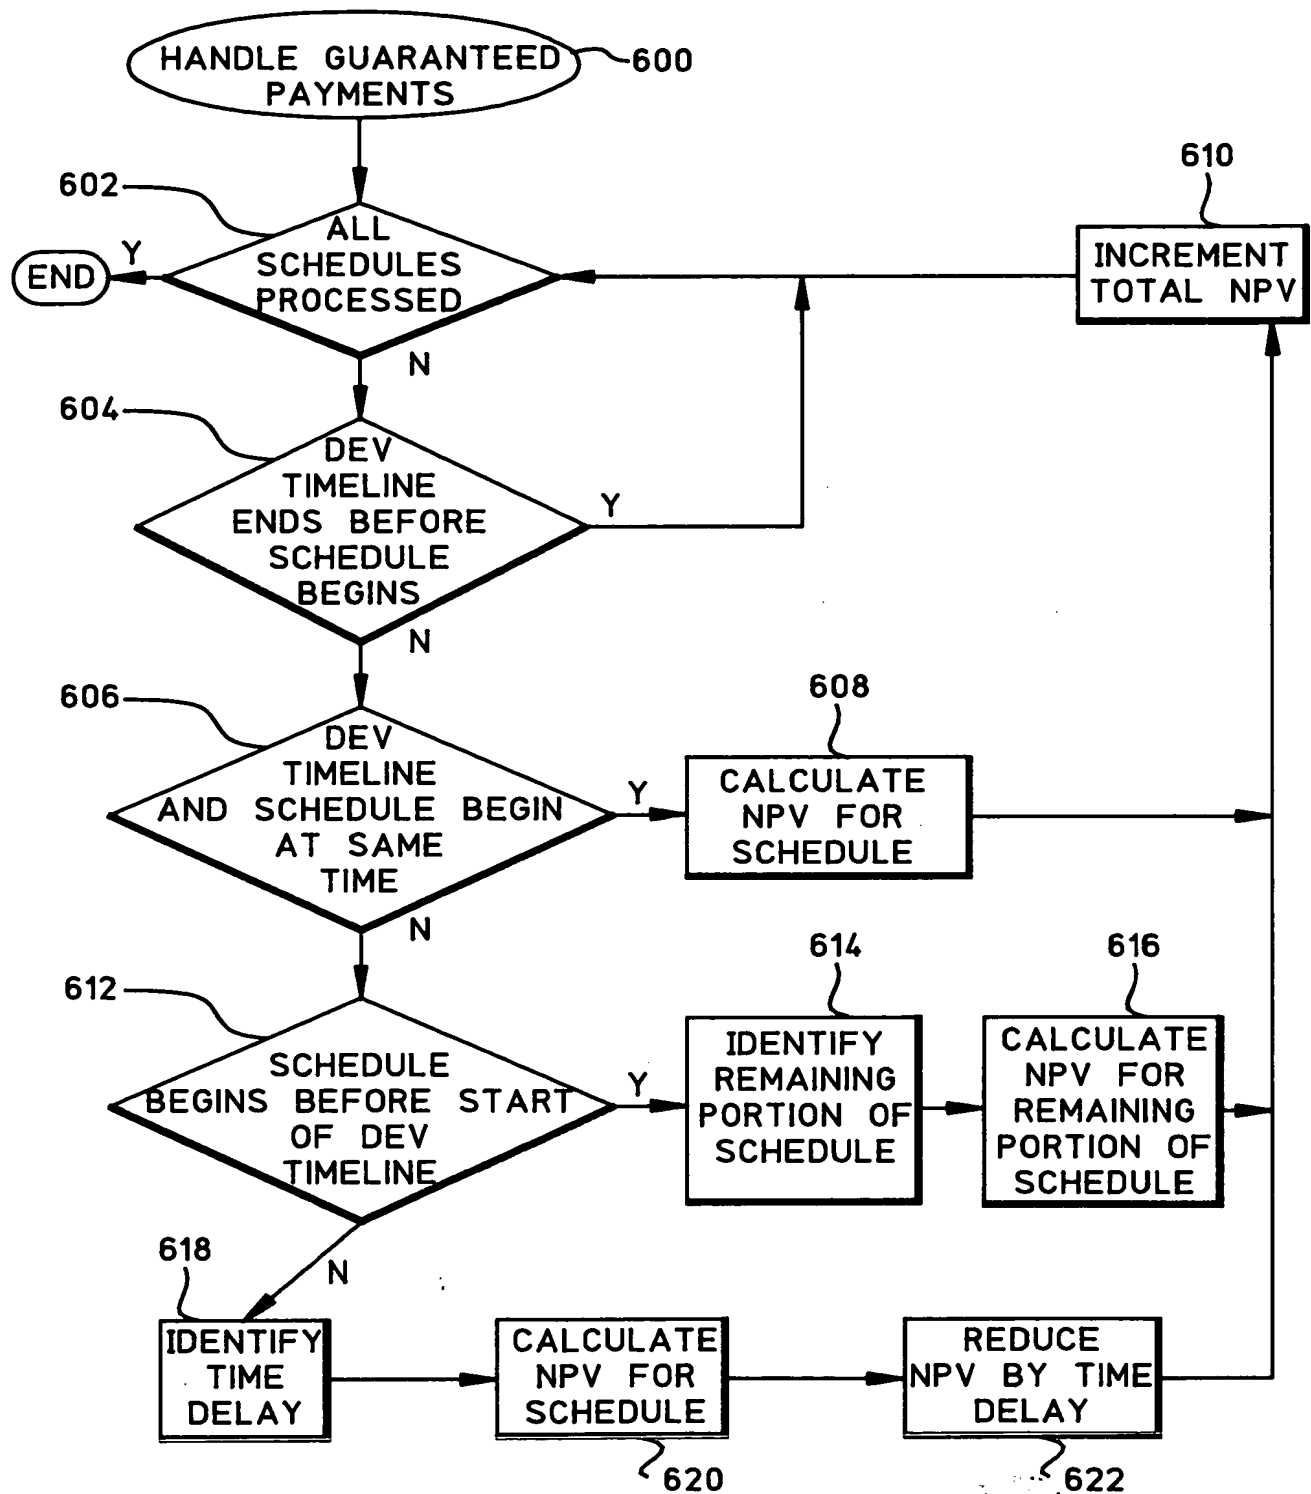 HANDLE GUARANTEED
PAYMENTS
600
602
ALL
SCHEDULES
PROCESSED
Y
END
N
610
INCREMENT
TOTAL NPV
604
DEV
TIMELINE
ENDS BEFORE
SCHEDULE
BEGINS
Y
N
606
DEV
TIMELINE
AND SCHEDULE BEGIN
AT SAME
TIME
Y
N
608
CALCULATE
NPV FOR
SCHEDULE
612
SCHEDULE
BEGINS BEFORE START
OF DEV
TIMELINE
Y
N
614
IDENTIFY
REMAINING
PORTION OF
SCHEDULE
616
CALCULATE
NPV FOR
REMAINING
PORTION OF
SCHEDULE
618
IDENTIFY
TIME
DELAY
CALCULATE
NPV FOR
SCHEDULE
620
REDUCE
NPV BY TIME
DELAY
622